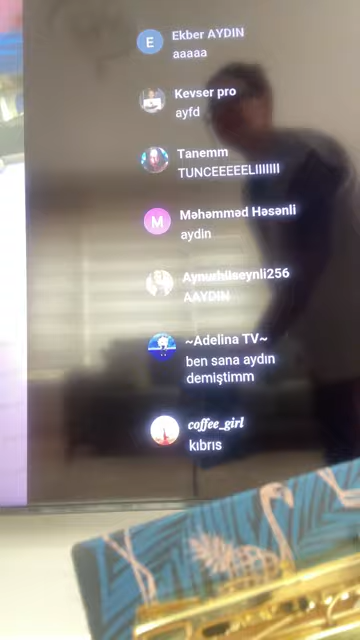 E
Ekber AYDIN
aaaaa
Kevser pro
ayfd
Tanemm
TUNCEEEEELIIIIIII
M
Məhəmməd Həsənli
aydin
Aynurhüseynli256
AAYDIN
~Adelina TV~
ben sana aydın
demiştimm
coffee_girl
kıbrıs